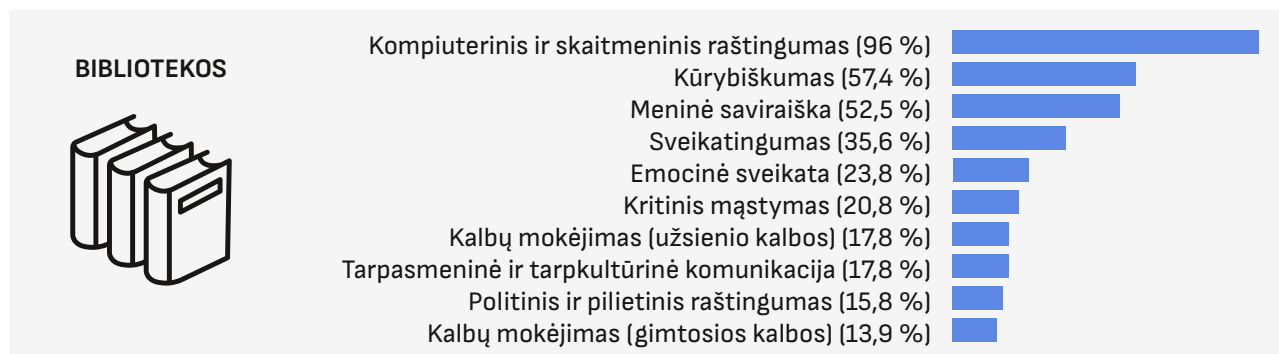 BIBLIOTEKOS
Kompiuterinis ir skaitmeninis raštingumas (96 %)
Kūrybiškumas (57,4 %)
Meninė saviraiška (52,5 %)
Sveikatingumas (35,6 %)
Emocinė sveikata (23,8 %)
Kritinis mąstymas (20,8 %)
Kalbų mokėjimas (užsienio kalbos) (17,8 %)
Tarpasmeninė ir tarpkultūrinė komunikacija (17,8 %)
Politinis ir pilietinis raštingumas (15,8 %)
Kalbų mokėjimas (gimtosios kalbos) (13,9 %)